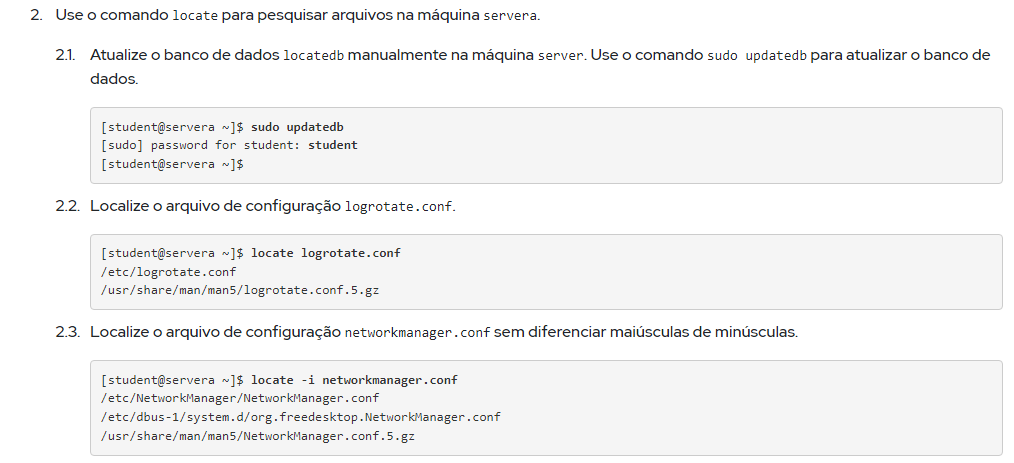 2. Use o comando locate para pesquisar arquivos na máquina servera.
2.1. Atualize o banco de dados locatedb manualmente na máquina server. Use o comando sudo updatedb para atualizar o banco de
dados.
[student@servera ~]$ sudo updatedb
[sudo] password for student: student
[student@servera ~]$
2.2. Localize o arquivo de configuração logrotate.conf.
[student@servera ~]$ locate logrotate.conf
/etc/logrotate.conf
/usr/share/man/man5/logrotate.conf.5.gz
2.3. Localize o arquivo de configuração networkmanager.conf sem diferenciar maiúsculas de minúsculas.
[student@servera ~]$ locate -i networkmanager.conf
/etc/NetworkManager/NetworkManager.conf
/etc/dbus-1/system.d/org.freedesktop.NetworkManager.conf
/usr/share/man/man5/NetworkManager.conf.5.gz